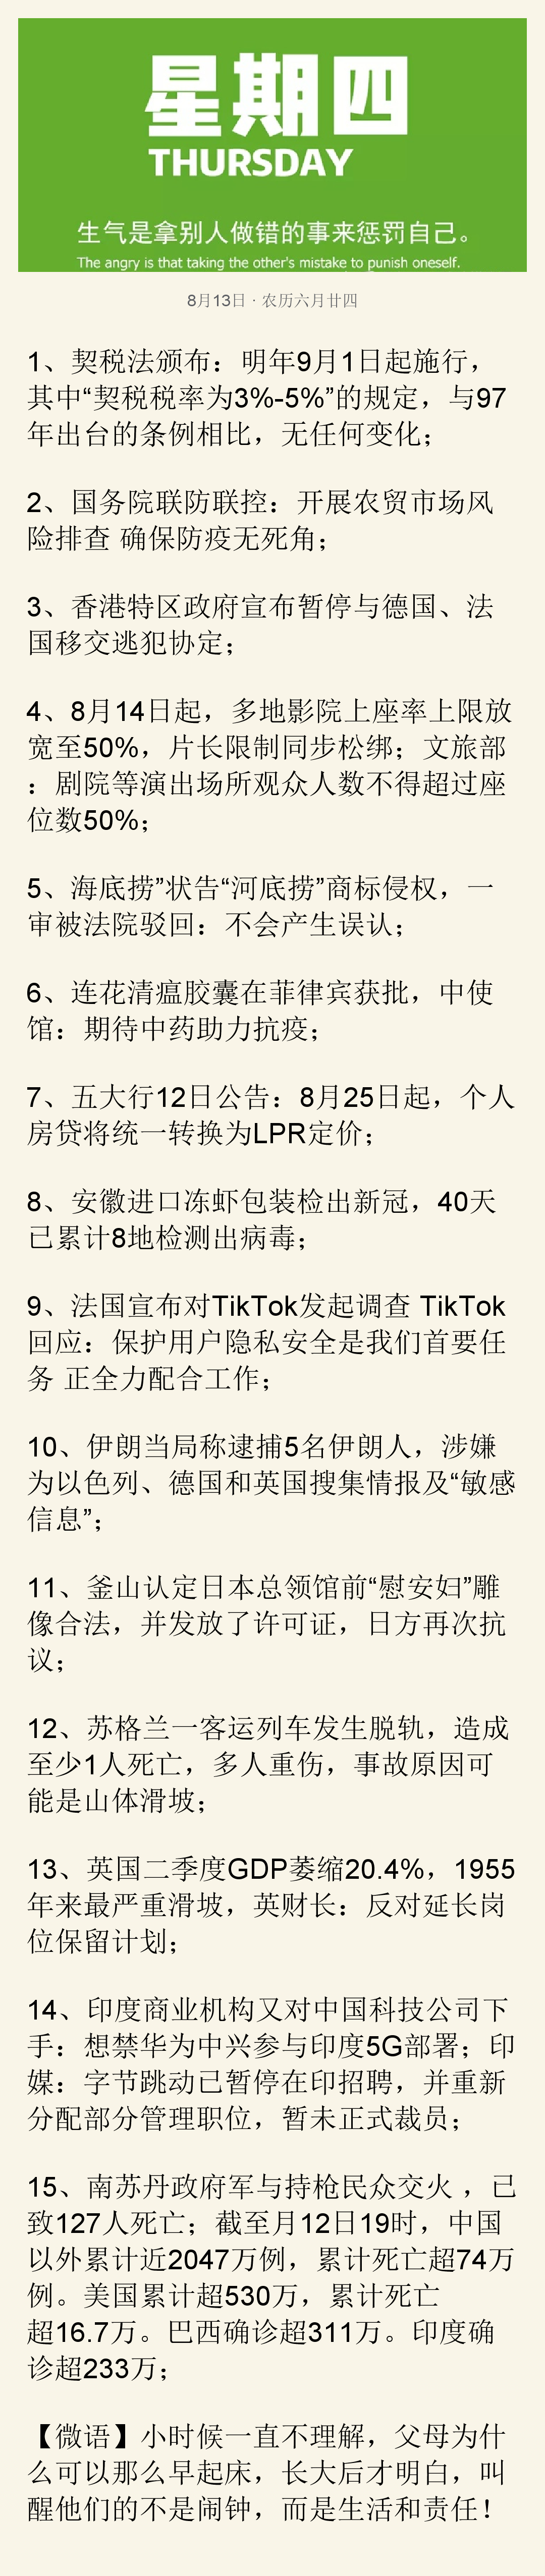 星期四
THURSDAY
生气是拿别人做错的事来惩罚自己。
The angry is that taking the other's mistake to punish oneself.
8月13日 · 农历六月廿四
1、契税法颁布：明年9月1日起施行，
其中“契税税率为3%-5%”的规定，与97
年出台的条例相比，无任何变化；
2、国务院联防联控：开展农贸市场风
险排查 确保防疫无死角；
3、香港特区政府宣布暂停与德国、法
国移交逃犯协定；
4、8月14日起，多地影院上座率上限放
宽至50%，片长限制同步松绑；文旅部
：剧院等演出场所观众人数不得超过座
位数50%；
5、海底捞”状告“河底捞”商标侵权，一
审被法院驳回：不会产生误认；
6、连花清瘟胶囊在菲律宾获批，中使
馆：期待中药助力抗疫；
7、五大行12日公告：8月25日起，个人
房贷将统一转换为LPR定价；
8、安徽进口冻虾包装检出新冠，40天
已累计8地检测出病毒；
9、法国宣布对TikTok发起调查 TikTok
回应：保护用户隐私安全是我们首要任
务 正全力配合工作；
10、伊朗当局称逮捕5名伊朗人，涉嫌
为以色列、德国和英国搜集情报及“敏感
信息”；
11、釜山认定日本总领馆前“慰安妇”雕
像合法，并发放了许可证，日方再次抗
议；
12、苏格兰一客运列车发生脱轨，造成
至少1人死亡，多人重伤，事故原因可
能是山体滑坡；
13、英国二季度GDP萎缩20.4%，1955
年来最严重滑坡，英财长：反对延长岗
位保留计划；
14、印度商业机构又对中国科技公司下
手：想禁华为中兴参与印度5G部署；印
媒：字节跳动已暂停在印招聘，并重新
分配部分管理职位，暂未正式裁员；
15、南苏丹政府军与持枪民众交火 ，已
致127人死亡；截至月12日19时，中国
以外累计近2047万例，累计死亡超74万
例。美国累计超530万，累计死亡
超16.7万。巴西确诊超311万。印度确
诊超233万；
【微语】小时候一直不理解，父母为什
么可以那么早起床，长大后才明白，叫
醒他们的不是闹钟，而是生活和责任！